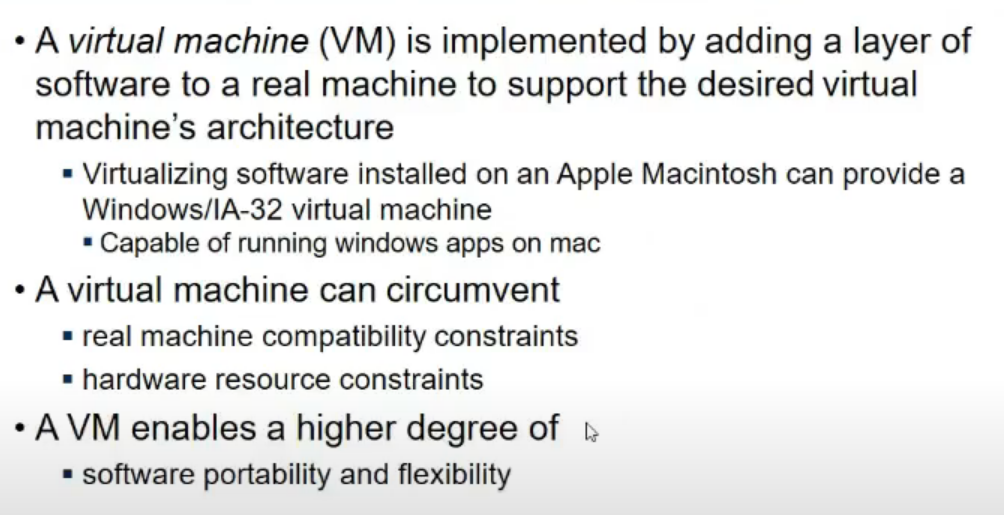 • A virtual machine (VM) is implemented by adding a layer of
software to a real machine to support the desired virtual
machine's architecture
▪ Virtualizing software installed on an Apple Macintosh can provide a
Windows/IA-32 virtual machine
▪ Capable of running windows apps on mac
• A virtual machine can circumvent
▪ real machine compatibility constraints
▪ hardware resource constraints
• A VM enables a higher degree of
▪ software portability and flexibility